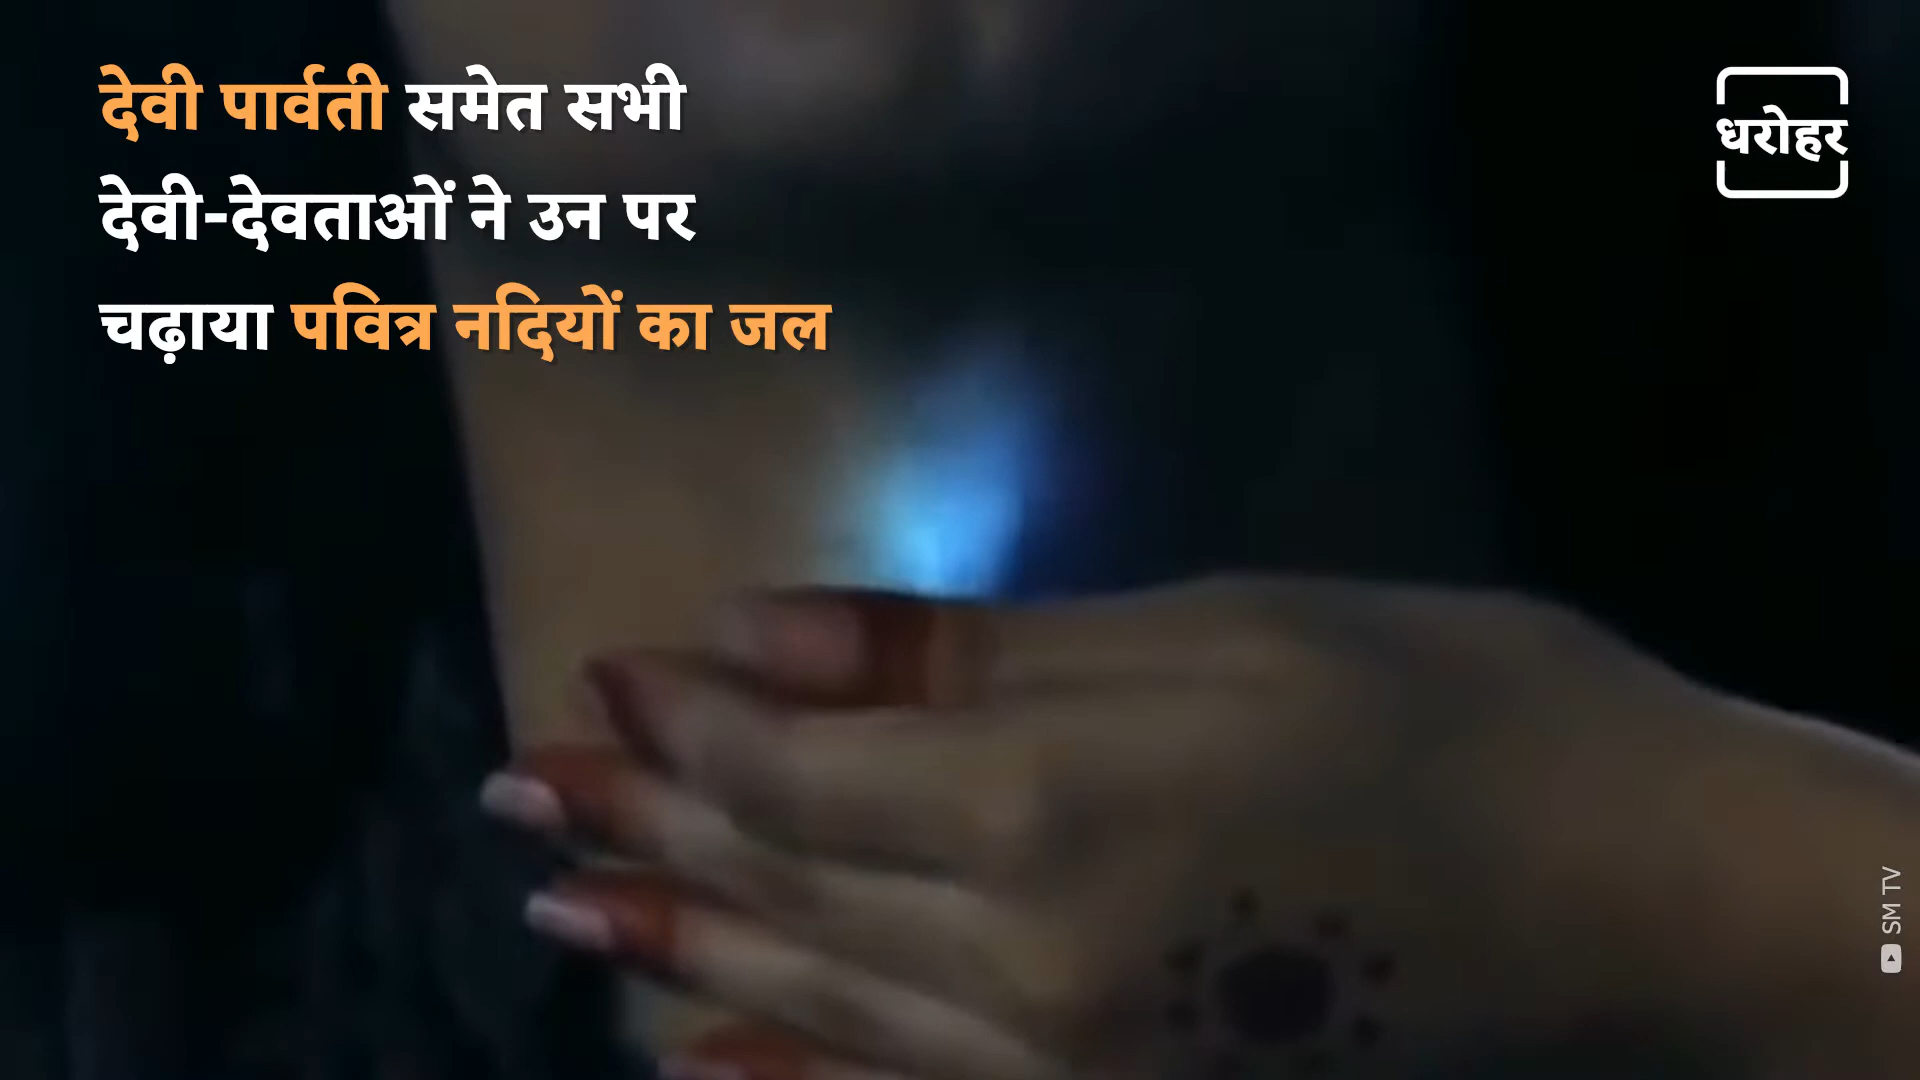 देवी पार्वती समेत सभी
देवी-देवताओं ने उन पर
चढ़ाया पवित्र नदियों का जल
धरोहर
SM TV